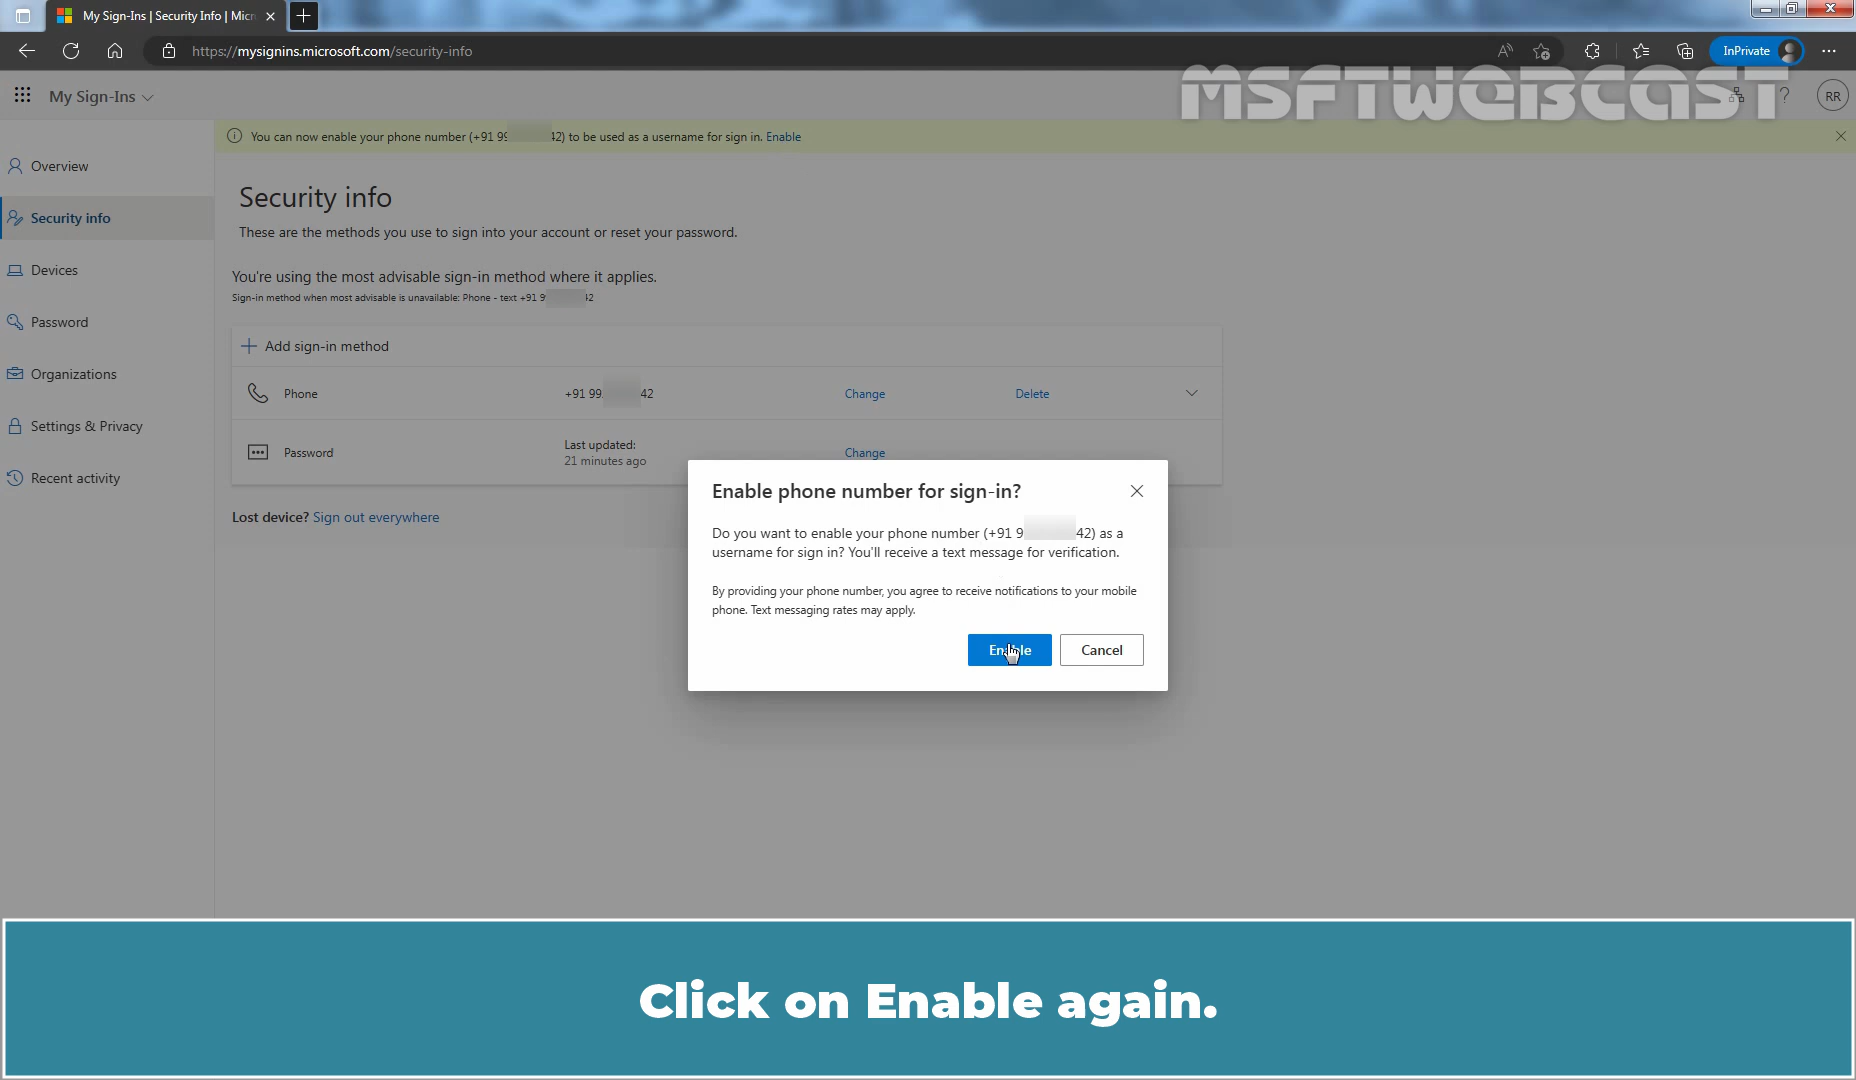 My Sign-Ins | Security Info | Micr
https://mysignins.microsoft.com/security-info
InPrivate
MSFTWEBCAST
My Sign-Ins
?
RR
You can now enable your phone number (+91 99 42) to be used as a username for sign in. Enable
Overview
Security info
Devices
Password
Organizations
Settings & Privacy
Recent activity
Security info
These are the methods you use to sign into your account or reset your password.
You're using the most advisable sign-in method where it applies.
Sign-in method when most advisable is unavailable: Phone - text +91 9 42
Add sign-in method
Phone
+91 99 42
Change
Delete
Password
Last updated:
21 minutes ago
Change
Lost device? Sign out everywhere
Enable phone number for sign-in?
Do you want to enable your phone number (+91 9 42) as a
username for sign in? You'll receive a text message for verification.
By providing your phone number, you agree to receive notifications to your mobile
phone. Text messaging rates may apply.
Enable
Cancel
Click on Enable again.